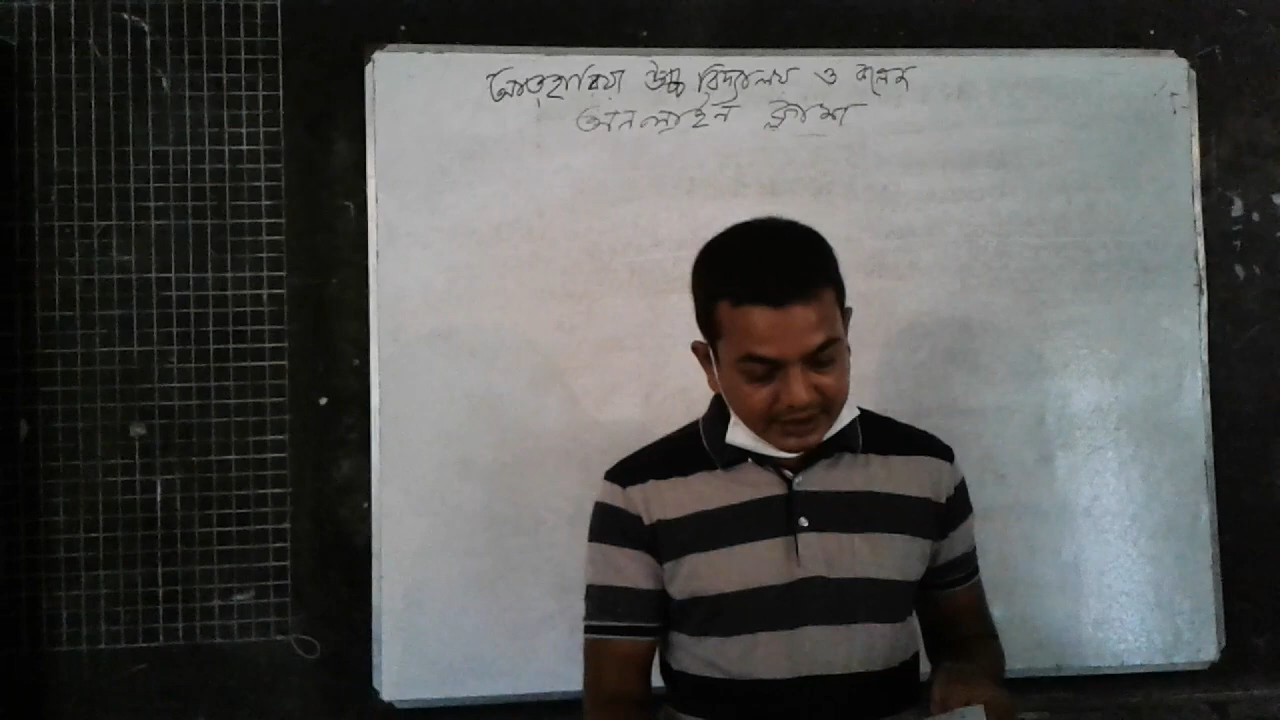 উচ্চ বিদ্যালয় ও কলেজ
অনলাইন ক্লাশ